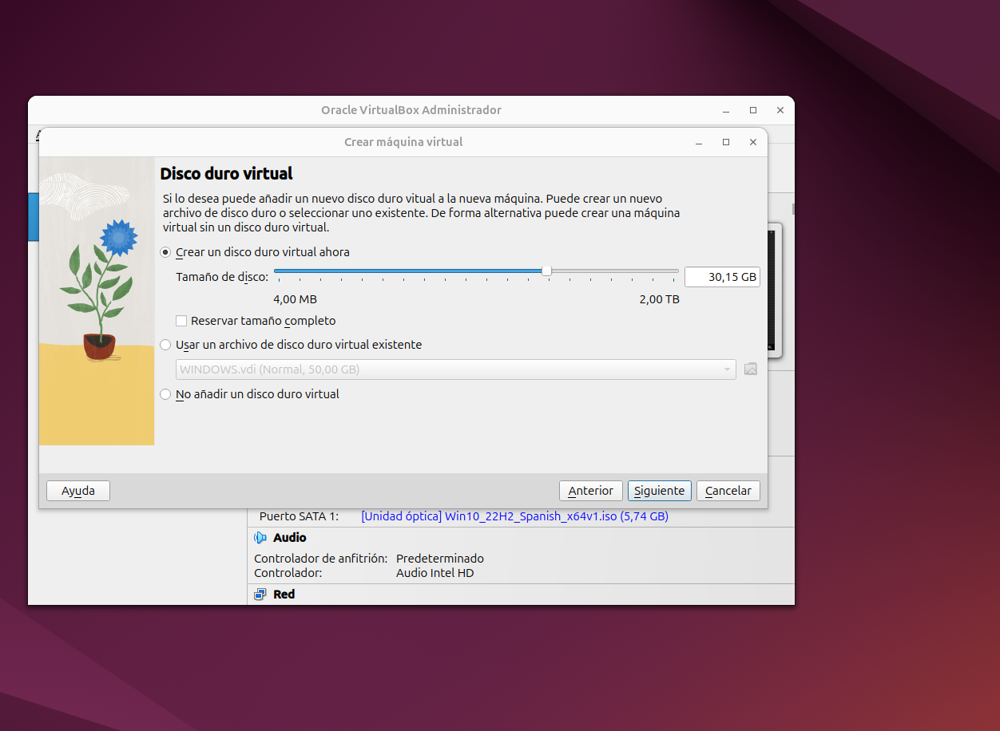 Oracle VirtualBox Administrador
Crear máquina virtual
Disco duro virtual
Si lo desea puede añadir un nuevo disco duro vitual a la nueva máquina. Puede crear un nuevo
archivo de disco duro o seleccionar uno existente. De forma alternativa puede crear una máquina
virtual sin un disco duro virtual.
Crear un disco duro virtual ahora
Tamaño de disco:
30,15 GB
4,00 MB
2,00 TB
Reservar tamaño completo
Usar un archivo de disco duro virtual existente
WINDOWS.vdi (Normal, 50,00 GB)
No añadir un disco duro virtual
Ayuda
Anterior
Siguiente
Cancelar
Puerto SATA 1: [Unidad óptica] Win10_22H2_Spanish_x64v1.iso (5,74 GB)
Audio
Controlador de anfitrión: Predeterminado
Controlador: Audio Intel HD
Red